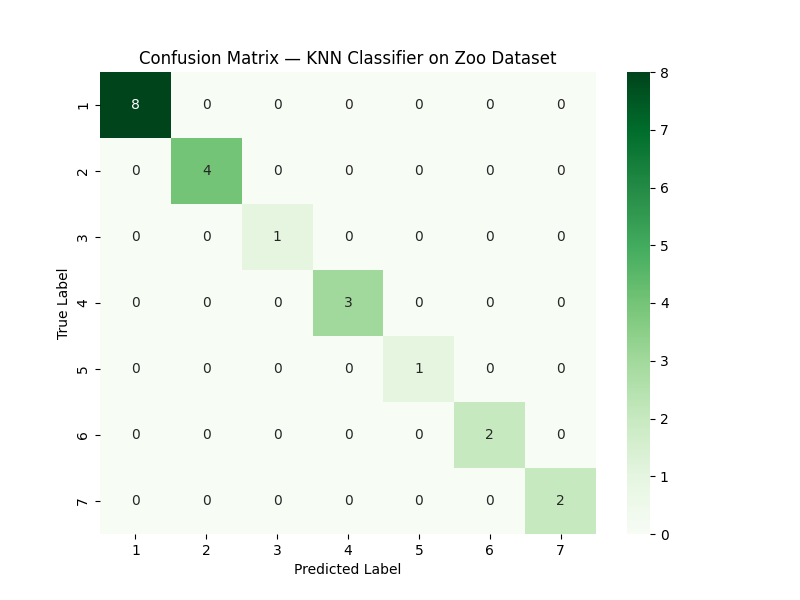 Confusion Matrix — KNN Classifier on Zoo Dataset
True Label
1 8 0 0 0 0 0 0
2 0 4 0 0 0 0 0
3 0 0 1 0 0 0 0
4 0 0 0 3 0 0 0
5 0 0 0 0 1 0 0
6 0 0 0 0 0 2 0
7 0 0 0 0 0 0 2
1 2 3 4 5 6 7
Predicted Label
8
7
6
5
4
3
2
1
0